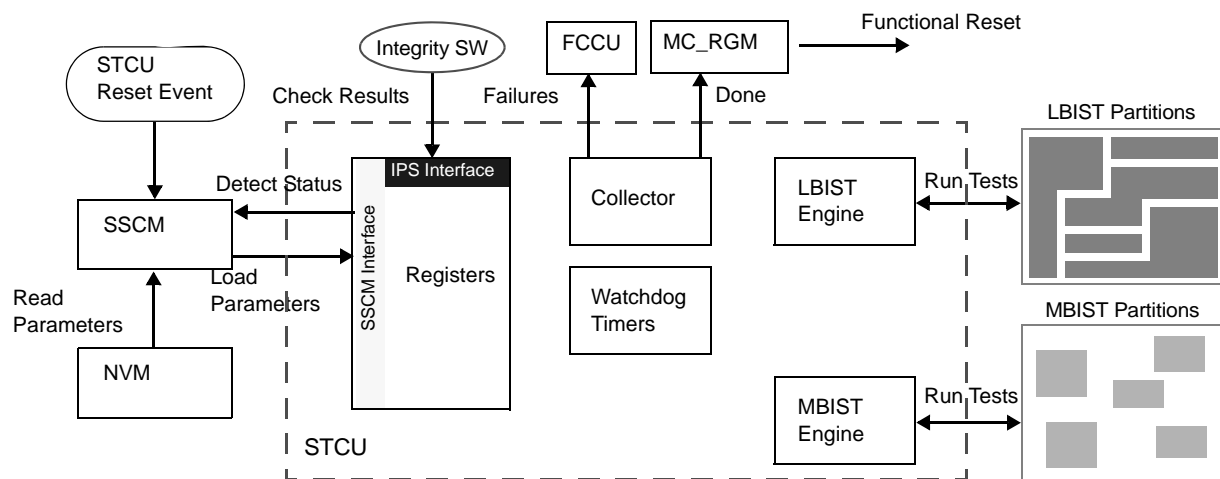 Functional Reset
Integrity SW
FCCU
MC_RGM
STCU
Reset Event
Check Results
Failures
Done
LBIST Partitions
IPS Interface
Detect Status
SSCM
SSCM Interface
Registers
Collector
LBIST
Engine
Run Tests
Load
Parameters
Read
Parameters
Watchdog
Timers
MBIST Partitions
NVM
MBIST
Engine
Run Tests
STCU